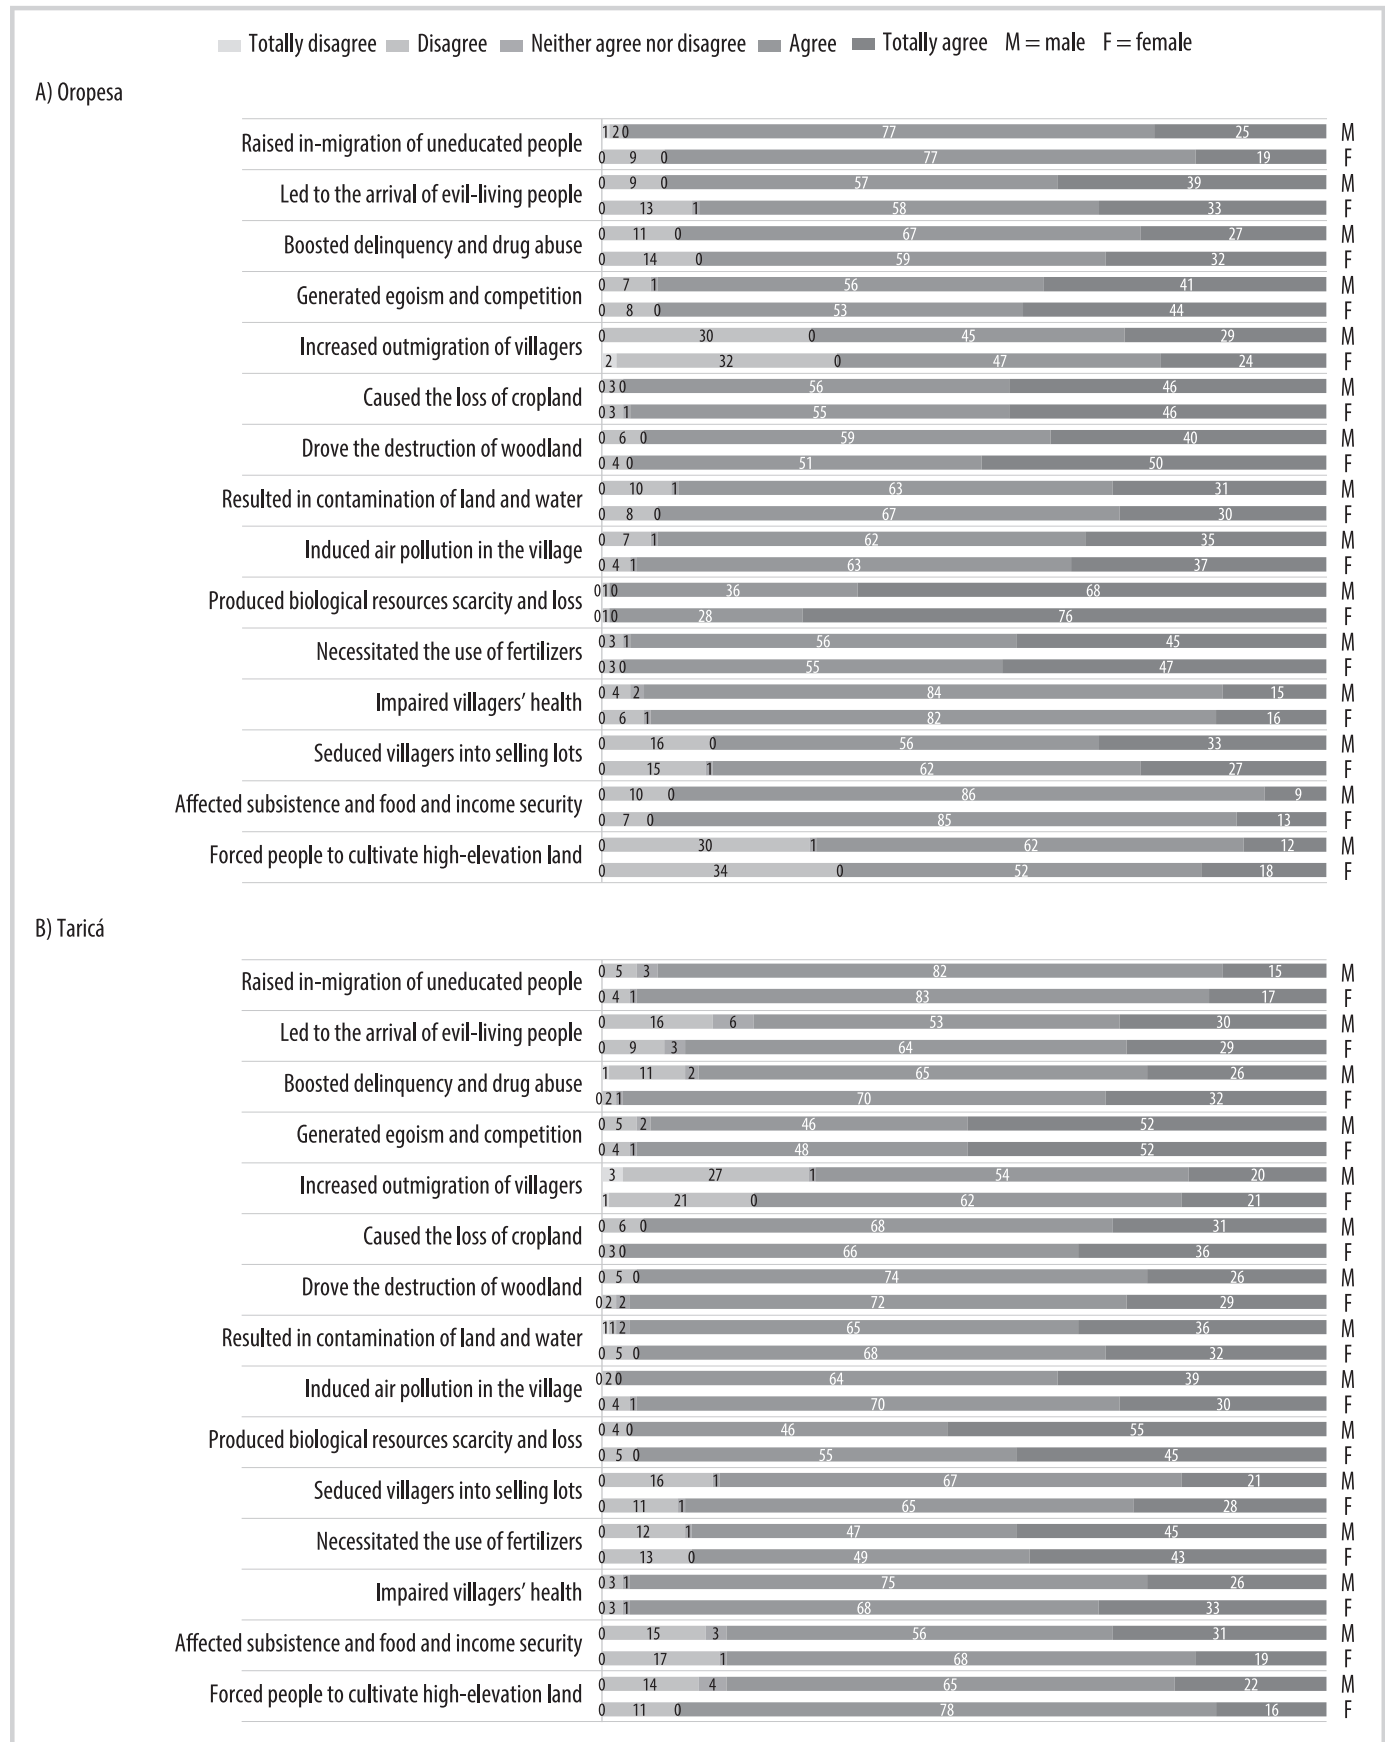 Totally disagree Disagree Neither agree nor disagree Agree Totally agree M = male F = female
A) Oropesa
Raised in-migration of uneducated people
1 2 0 77 25 M
0 9 0 77 19 F
Led to the arrival of evil-living people
0 9 0 57 39 M
0 13 1 58 33 F
Boosted delinquency and drug abuse
0 11 0 67 27 M
0 14 0 59 32 F
Generated egoism and competition
0 7 1 56 41 M
0 8 0 53 44 F
Increased outmigration of villagers
0 30 0 45 29 M
2 32 0 47 24 F
Caused the loss of cropland
0 3 0 56 46 M
0 3 1 55 46 F
Drove the destruction of woodland
0 6 0 59 40 M
0 4 0 51 50 F
Resulted in contamination of land and water
0 10 1 63 31 M
0 8 0 67 30 F
Induced air pollution in the village
0 7 1 62 35 M
0 4 1 63 37 F
Produced biological resources scarcity and loss
0 1 0 36 68 M
0 1 0 28 76 F
Necessitated the use of fertilizers
0 3 1 56 45 M
0 3 0 55 47 F
Impaired villagers' health
0 4 2 84 15 M
0 6 1 82 16 F
Seduced villagers into selling lots
0 16 0 56 33 M
0 15 1 62 27 F
Affected subsistence and food and income security
0 10 0 86 9 M
0 7 0 85 13 F
Forced people to cultivate high-elevation land
0 30 1 62 12 M
0 34 0 52 18 F
B) Taricá
Raised in-migration of uneducated people
0 5 3 82 15 M
0 4 1 83 17 F
Led to the arrival of evil-living people
0 16 6 53 30 M
0 9 3 64 29 F
Boosted delinquency and drug abuse
1 11 2 65 26 M
0 2 1 70 32 F
Generated egoism and competition
0 5 2 46 52 M
0 4 1 48 52 F
Increased outmigration of villagers
3 27 1 54 20 M
1 21 0 62 21 F
Caused the loss of cropland
0 6 0 68 31 M
0 3 0 66 36 F
Drove the destruction of woodland
0 5 0 74 26 M
0 2 2 72 29 F
Resulted in contamination of land and water
1 1 2 65 36 M
0 5 0 68 32 F
Induced air pollution in the village
0 2 0 64 39 M
0 4 1 70 30 F
Produced biological resources scarcity and loss
0 4 0 46 55 M
0 5 0 55 45 F
Seduced villagers into selling lots
0 16 1 67 21 M
0 11 1 65 28 F
Necessitated the use of fertilizers
0 12 1 47 45 M
0 13 0 49 43 F
Impaired villagers' health
0 3 1 75 26 M
0 3 1 68 33 F
Affected subsistence and food and income security
0 15 3 56 31 M
0 17 1 68 19 F
Forced people to cultivate high-elevation land
0 14 4 65 22 M
0 11 0 78 16 F